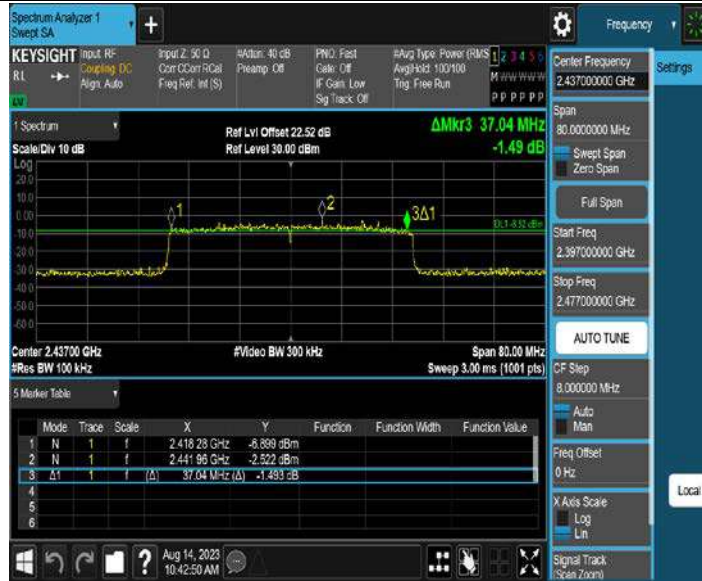 Spectrum Analyzer 1
Swept SA
+
Frequency
KEYSIGHT
RL
Input: RF
Coupling: DC
Align: Auto
Input Z: 50 Ω
Corr CCorr RCal
Freq Ref: Int (S)
#Atten: 40 dB
Preamp: Off
PNO: Fast
Gate: Off
IF Gain: Low
Sig Track: Off
#Avg Type: Power (RMS
Avg|Hold: 100/100
Trig: Free Run
1 2 3 4 5 6
M W W W W W
P P P P P P
1 Spectrum
Scale/Div 10 dB
Ref Lvl Offset 22.52 dB
Ref Level 30.00 dBm
ΔMkr3 37.04 MHz
-1.49 dB
Log
20.0
10.0
0.00
-10.0
-20.0
-30.0
-40.0
-50.0
-60.0
1
2
3Δ1
Center 2.43700 GHz
#Res BW 100 kHz
#Video BW 300 kHz
Span 80.00 MHz
Sweep 3.00 ms (1001 pts)
5 Marker Table
Mode Trace Scale X Y Function Function Width Function Value
1 N 1 f 2.418 28 GHz -6.899 dBm
2 N 1 f 2.441 96 GHz -2.522 dBm
3 Δ1 1 f (Δ) 37.04 MHz (Δ) -1.493 dB
4
5
6
?
Aug 14, 2023
10:42:50 AM
Center Frequency
2.437000000 GHz
Settings
Span
80.0000000 MHz
Swept Span
Zero Span
Full Span
Start Freq
2.397000000 GHz
Stop Freq
2.477000000 GHz
AUTO TUNE
CF Step
8.000000 MHz
Auto
Man
Freq Offset
0 Hz
X Axis Scale
Log
Lin
Signal Track
(Span Zoom)
Local